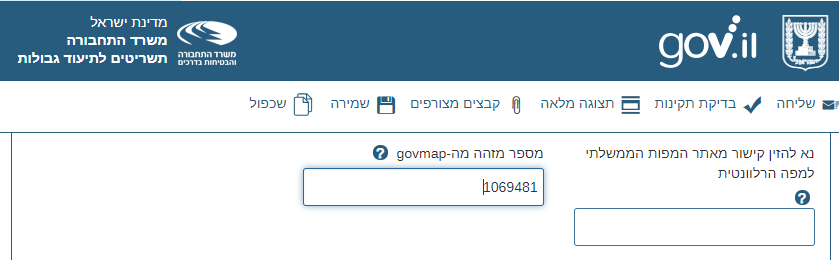 מדינת ישראל
משרד התחבורה
תשריטים לתיעוד גבולות
משרד התחבורה
והבטיחות בדרכים
gov.il
ישראל
שליחה
בדיקת תקינות
תצוגה מלאה
קבצים מצורפים
שמירה
שכפול
נא להזין קישור מאתר המפות הממשלתי
למפה הרלוונטית
מספר מזהה מה-govmap
1069481